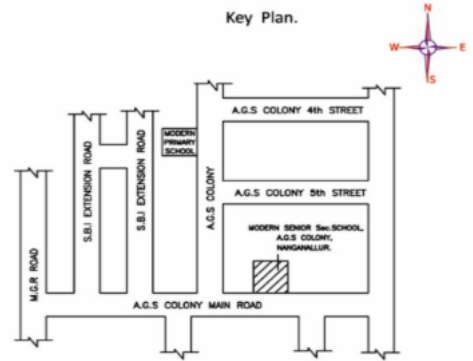 Key Plan.
N
W
E
S
A.G.S COLONY 4th STREET
MODERN
PRIMARY
SCHOOL
S.B.I EXTENSION ROAD
S.B.I EXTENSION ROAD
A.G.S COLONY
A.G.S COLONY 5th STREET
MODERN SENIOR Sec.SCHOOL,
A.G.S COLONY,
NANGANALLUR.
M.G.R ROAD
A.G.S COLONY MAIN ROAD